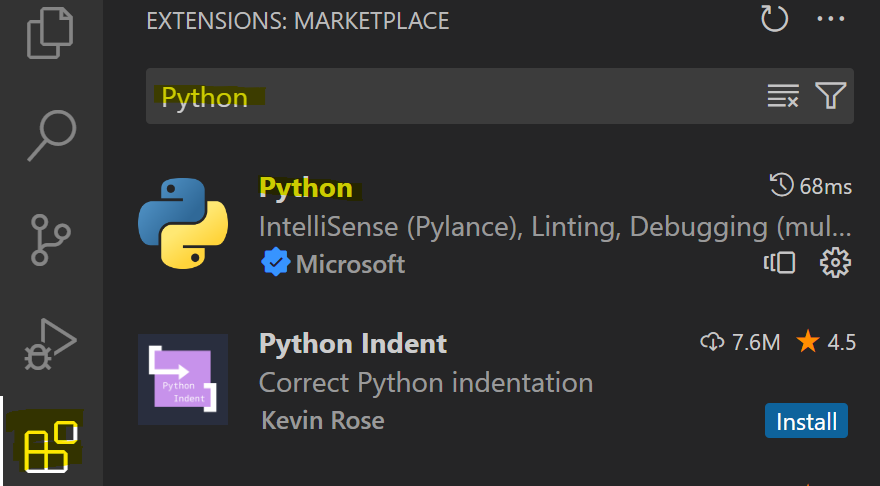 EXTENSIONS: MARKETPLACE
Python
Python
68ms
IntelliSense (Pylance), Linting, Debugging (mul...
Microsoft
Python Indent
7.6M
4.5
Python
Indent
Correct Python indentation
Kevin Rose
Install